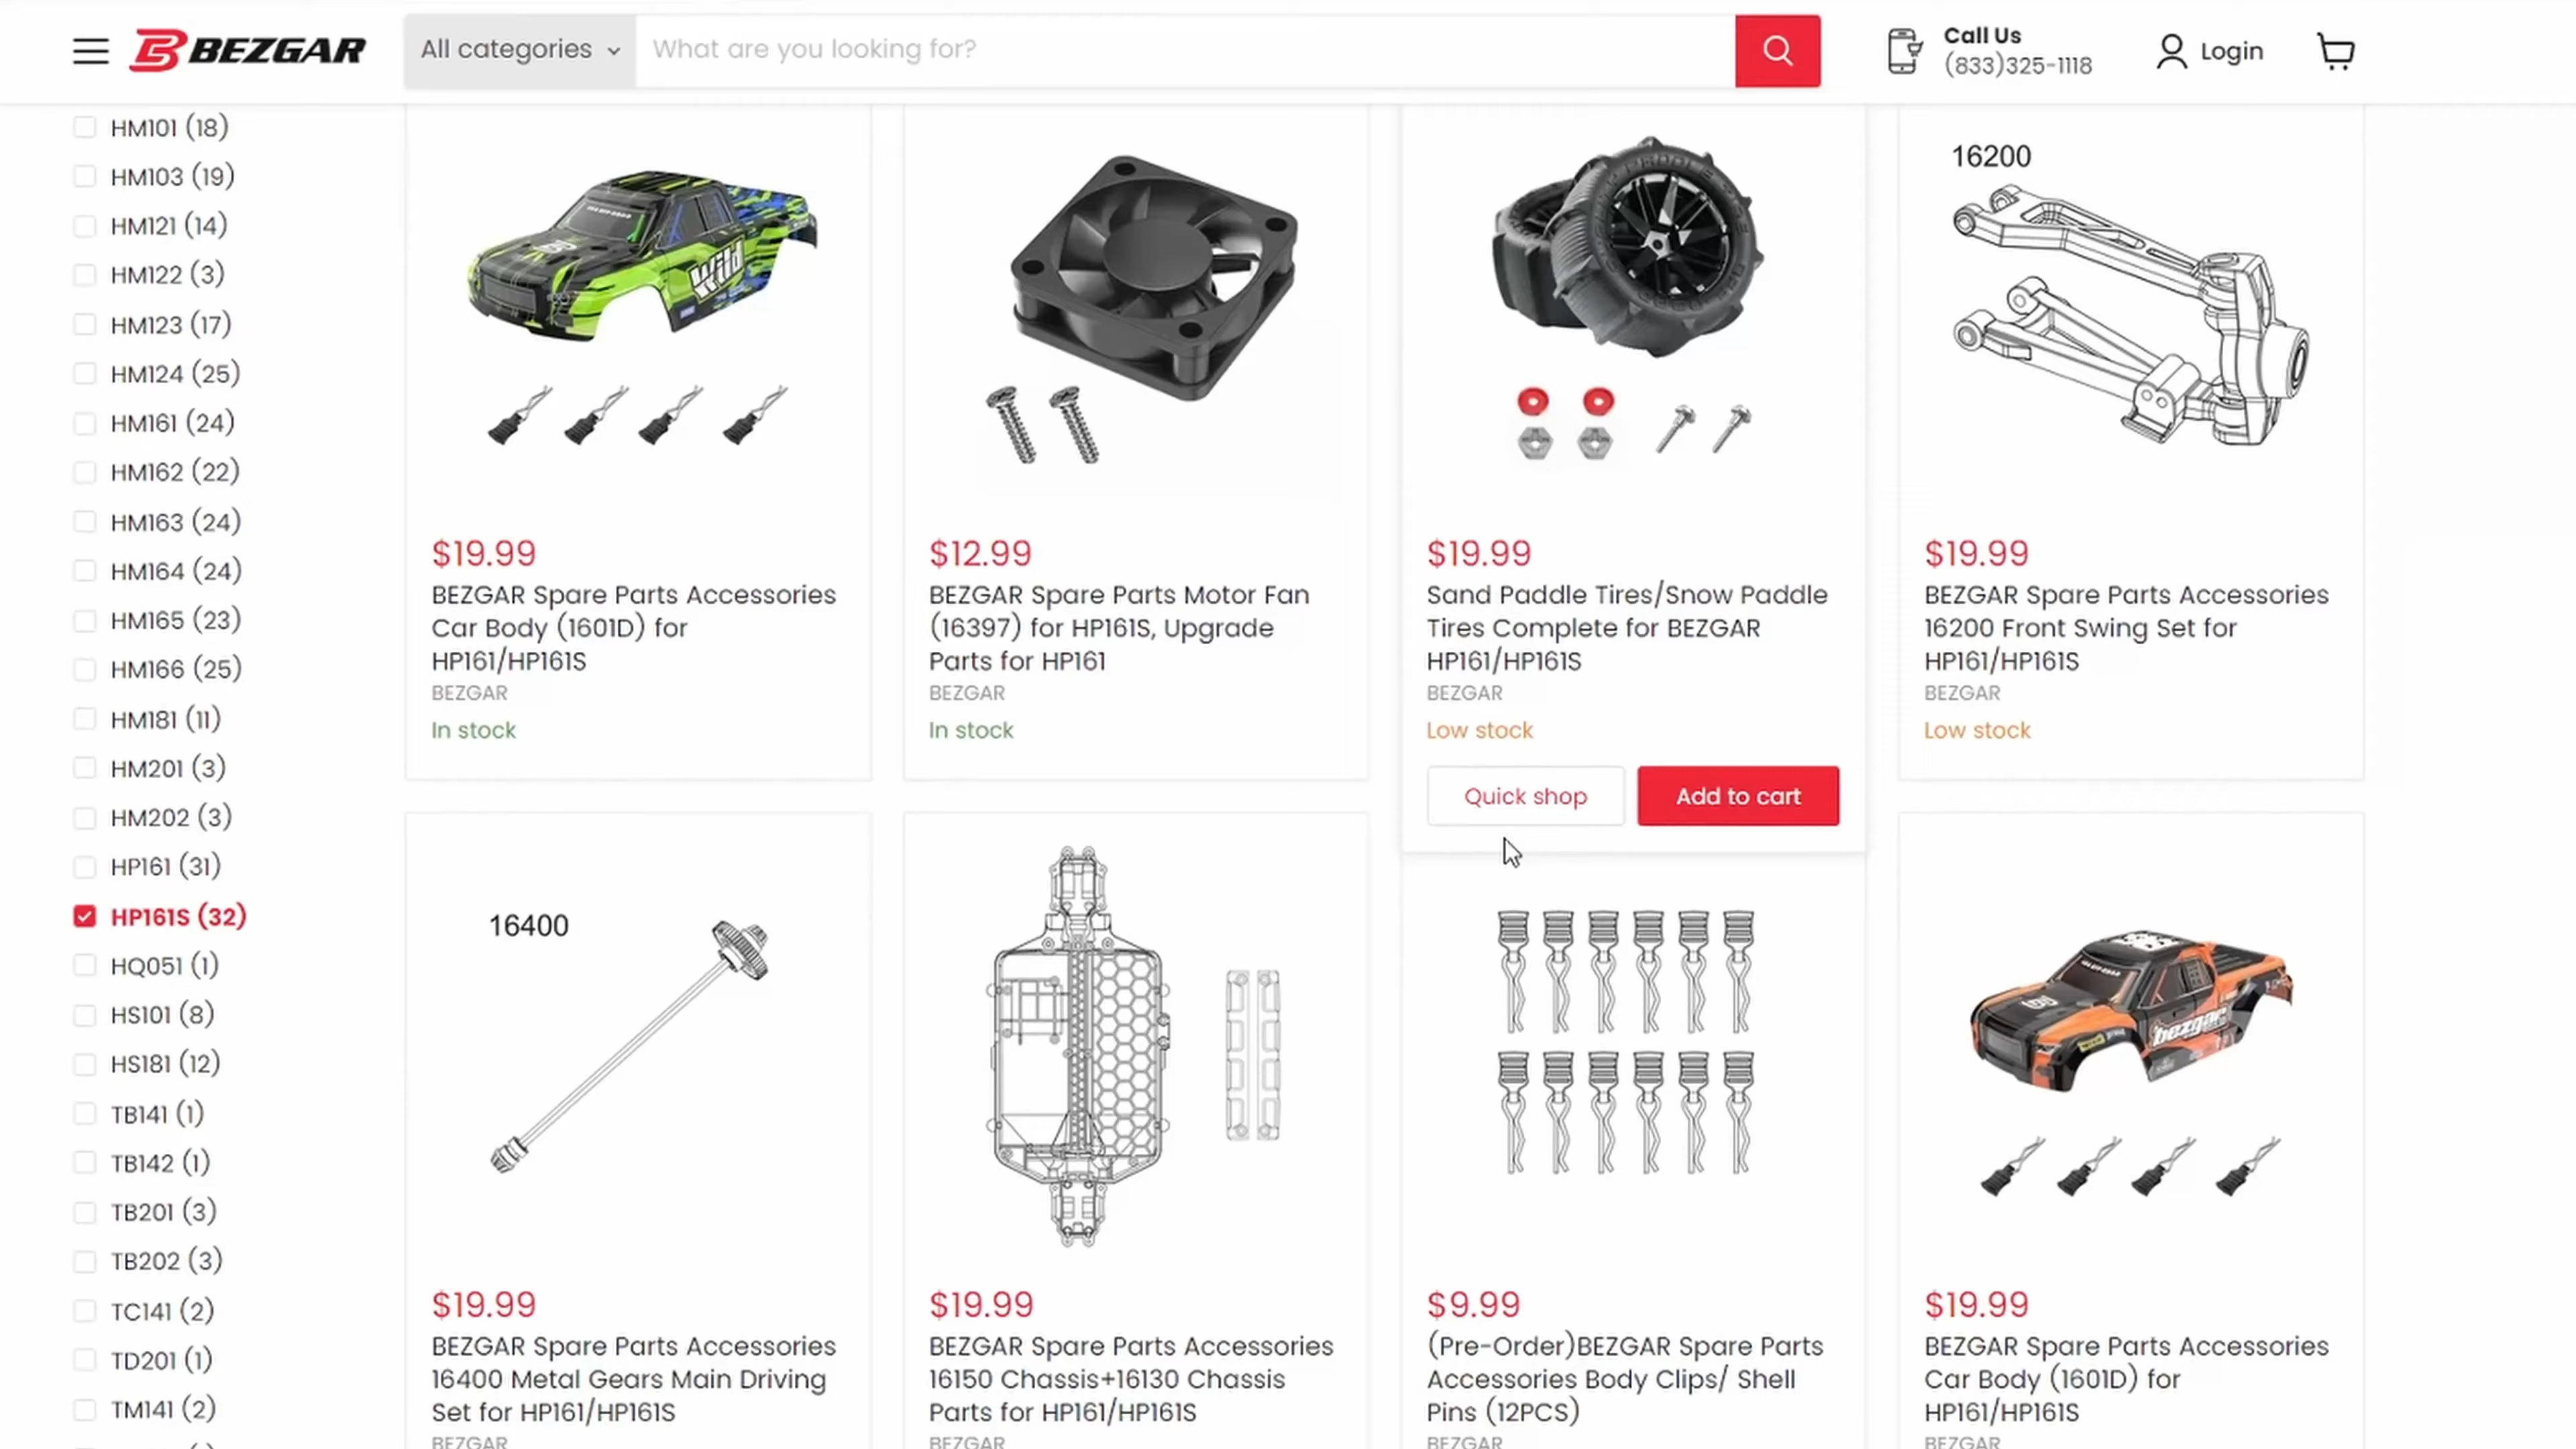 BEZGAR
All categories
What are you looking for?
Call Us
(833)325-1118
Login
HM101 (18)
HM103 (19)
HM121 (14)
HM122 (3)
HM123 (17)
HM124 (25)
HM161 (24)
HM162 (22)
HM163 (24)
HM164 (24)
HM165 (23)
HM166 (25)
HM181 (11)
HM201 (3)
HM202 (3)
HP161 (31)
HP161S (32)
HQ051 (1)
HS101 (8)
HS181 (12)
TB141 (1)
TB142 (1)
TB201 (3)
TB202 (3)
TC141 (2)
TD201 (1)
TM141 (2)
Wild
$19.99
BEZGAR Spare Parts Accessories
Car Body (1601D) for
HP161/HP161S
BEZGAR
In stock
$12.99
BEZGAR Spare Parts Motor Fan
(16397) for HP161S, Upgrade
Parts for HP161
BEZGAR
In stock
$19.99
Sand Paddle Tires/Snow Paddle
Tires Complete for BEZGAR
HP161/HP161S
BEZGAR
Low stock
Quick shop
Add to cart
16200
$19.99
BEZGAR Spare Parts Accessories
16200 Front Swing Set for
HP161/HP161S
BEZGAR
Low stock
16400
$19.99
BEZGAR Spare Parts Accessories
16400 Metal Gears Main Driving
Set for HP161/HP161S
BEZGAR
$19.99
BEZGAR Spare Parts Accessories
16150 Chassis+16130 Chassis
Parts for HP161/HP161S
BEZGAR
$9.99
(Pre-Order)BEZGAR Spare Parts
Accessories Body Clips/ Shell
Pins (12PCS)
BEZGAR
bezgar
$19.99
BEZGAR Spare Parts Accessories
Car Body (1601D) for
HP161/HP161S
BEZGAR